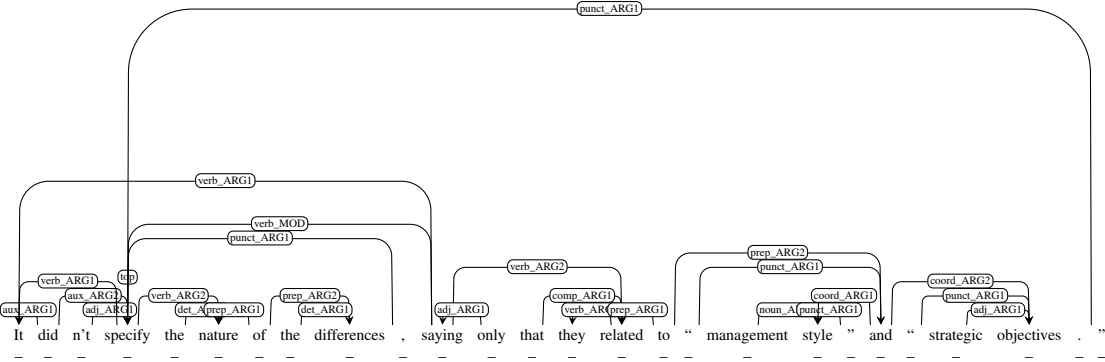 punct_ARG1
verb_ARG1
verb_MOD
punct_ARG1
prep_ARG2
verb_ARG2 punct_ARG1
top
verb_ARG1 coord_ARG2
aux_ARG2 verb_ARG2 prep_ARG2 comp_ARG1 coord_ARG1 punct_ARG1
aux_ARG1 adj_ARG1 prep_ARG1 det_ARG1 adj_ARG1 prep_ARG1 adj_ARG1
It did n't specify the nature of the differences , saying only that they related to “ management style ” and “ strategic objectives . ”